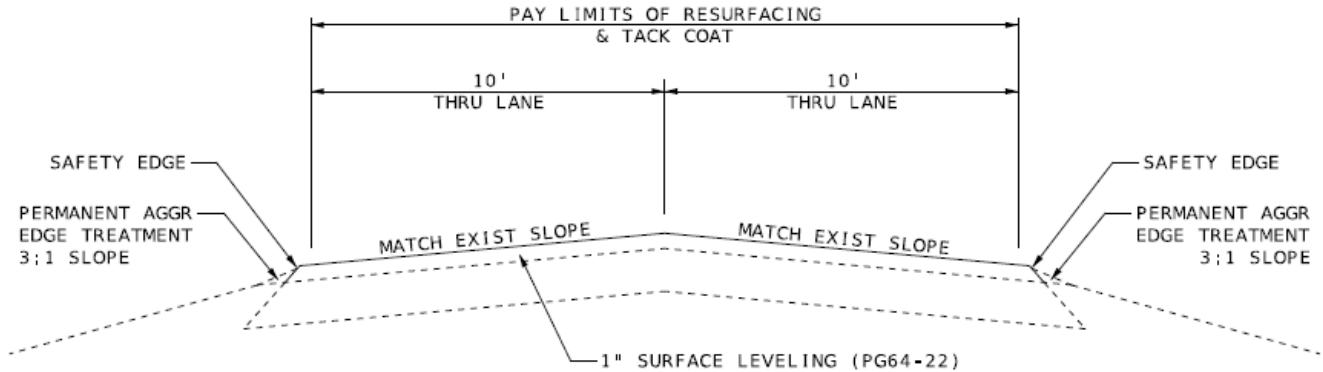 PAY LIMITS OF RESURFACING
& TACK COAT
10'
THRU LANE
10'
THRU LANE
SAFETY EDGE
SAFETY EDGE
PERMANENT AGGR
EDGE TREATMENT
3;1 SLOPE
MATCH EXIST SLOPE
MATCH EXIST SLOPE
PERMANENT AGGR
EDGE TREATMENT
3;1 SLOPE
1" SURFACE LEVELING (PG64-22)